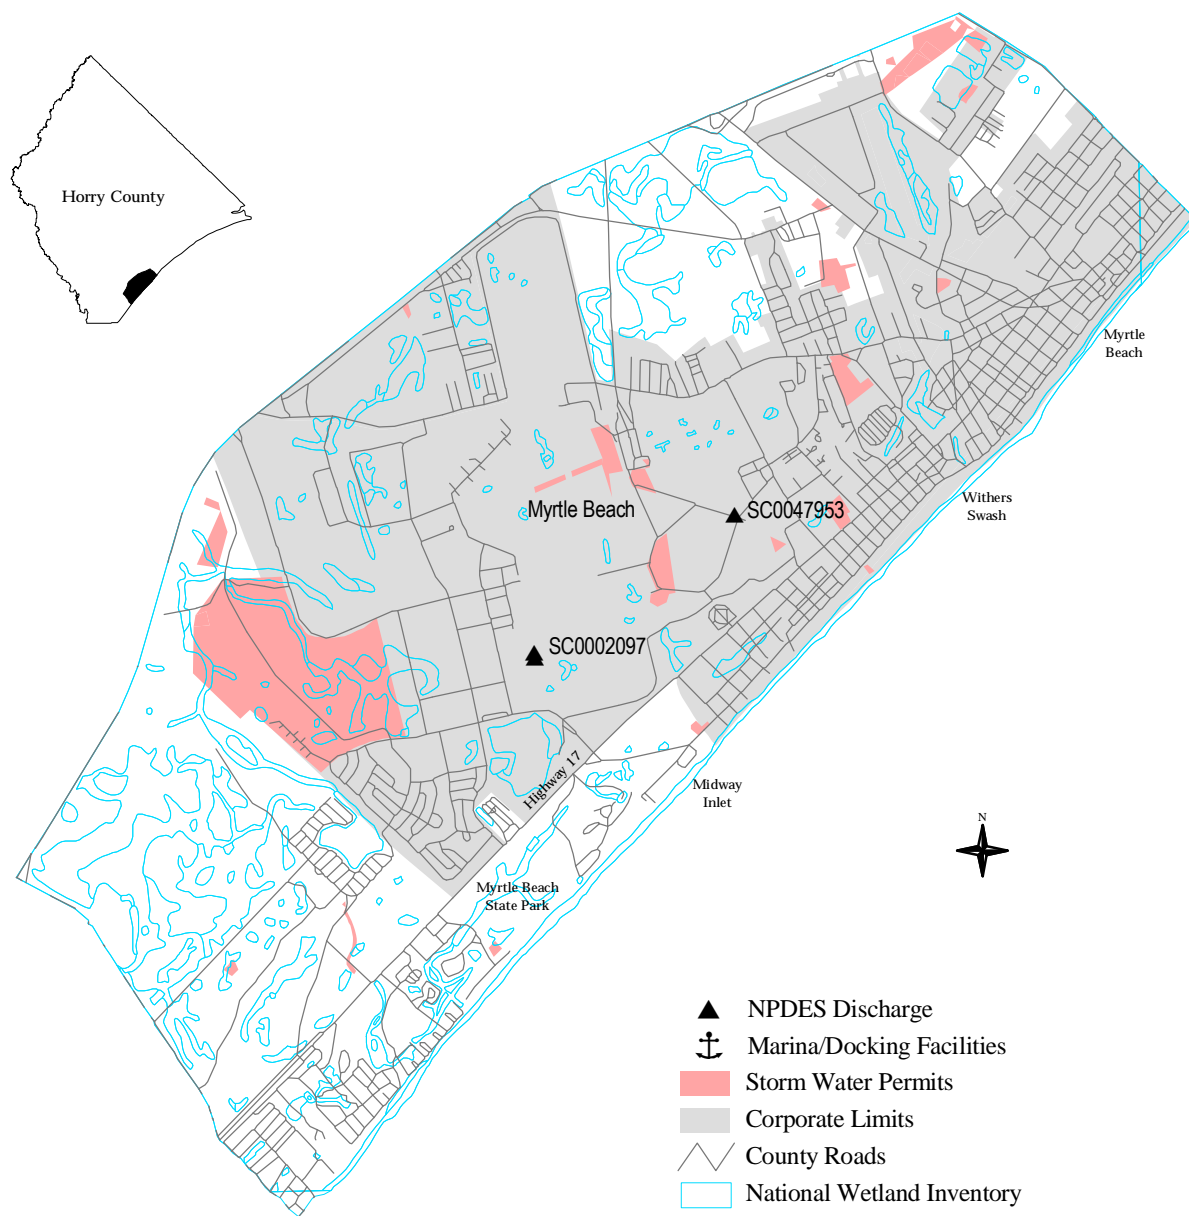 Horry County
Myrtle
Beach
Withers
Swash
Myrtle Beach
SC0047953
SC0002097
Highway 17
Midway
Inlet
N
Myrtle Beach
State Park
NPDES Discharge
Marina/Docking Facilities
Storm Water Permits
Corporate Limits
County Roads
National Wetland Inventory